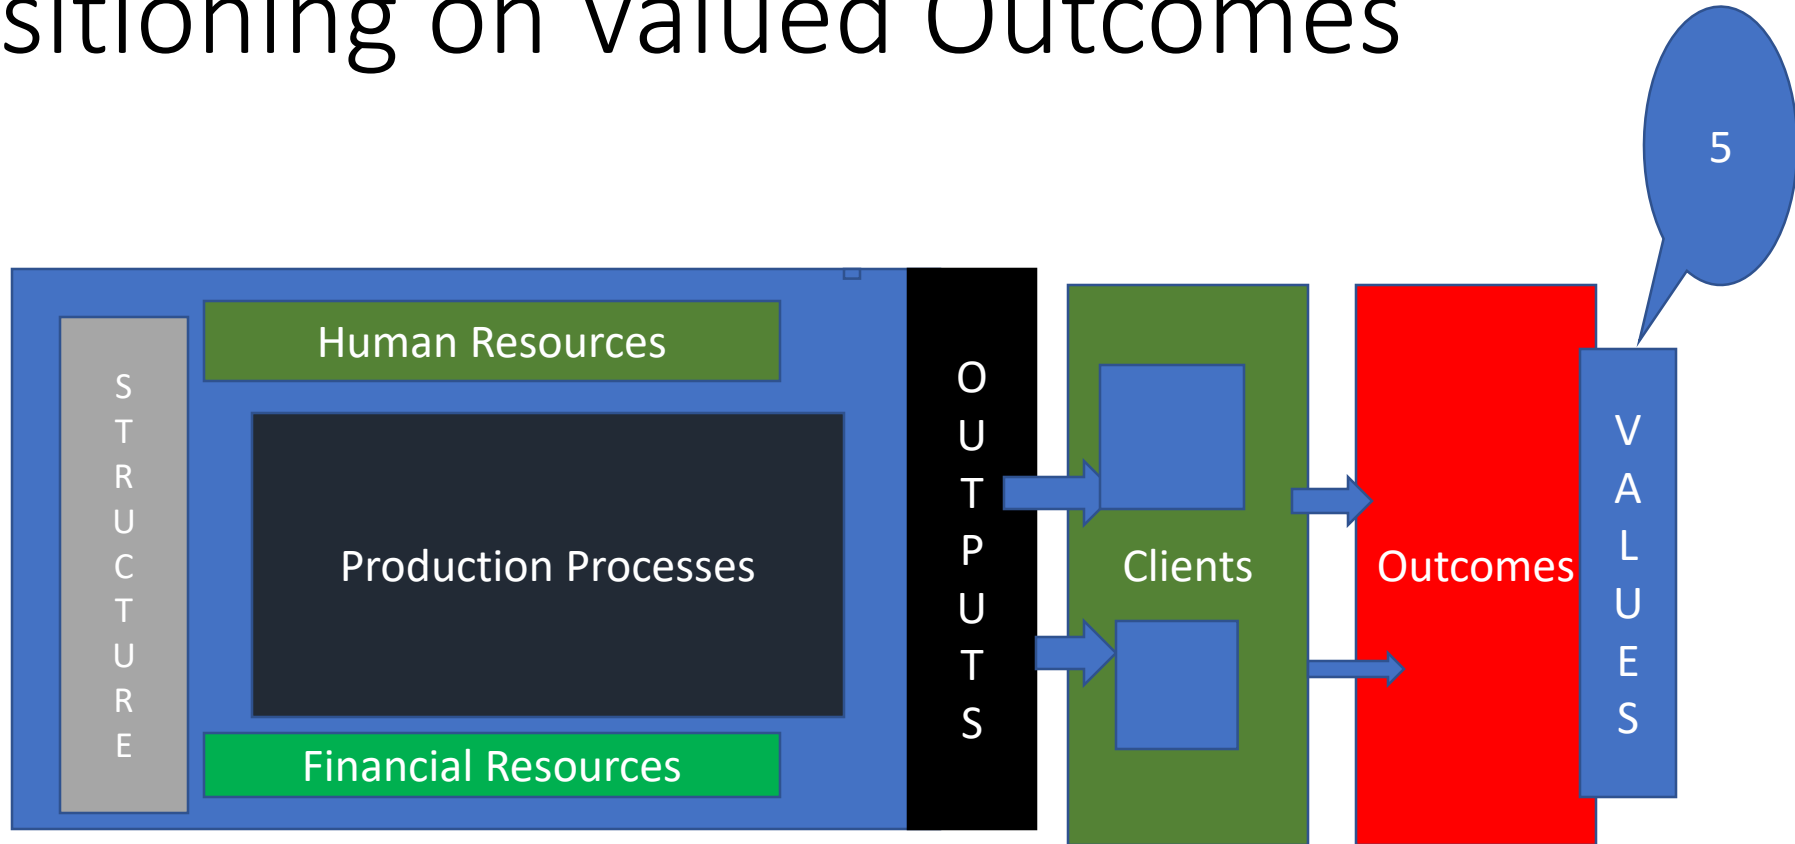 sitioning on Valued Outcomes
5
STRUCTURE
Human Resources
Production Processes
Financial Resources
OUTPUTS
Clients
Outcomes
VALUES